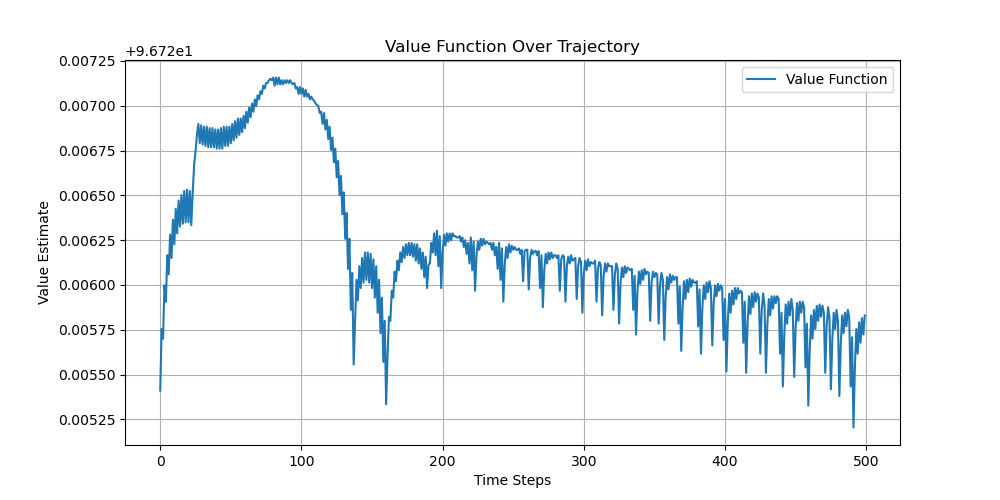 Value Function Over Trajectory
+9.672e1
Value Function
0.00725
0.00700
0.00675
0.00650
0.00625
0.00600
0.00575
0.00550
0.00525
Value Estimate
0 100 200 300 400 500
Time Steps